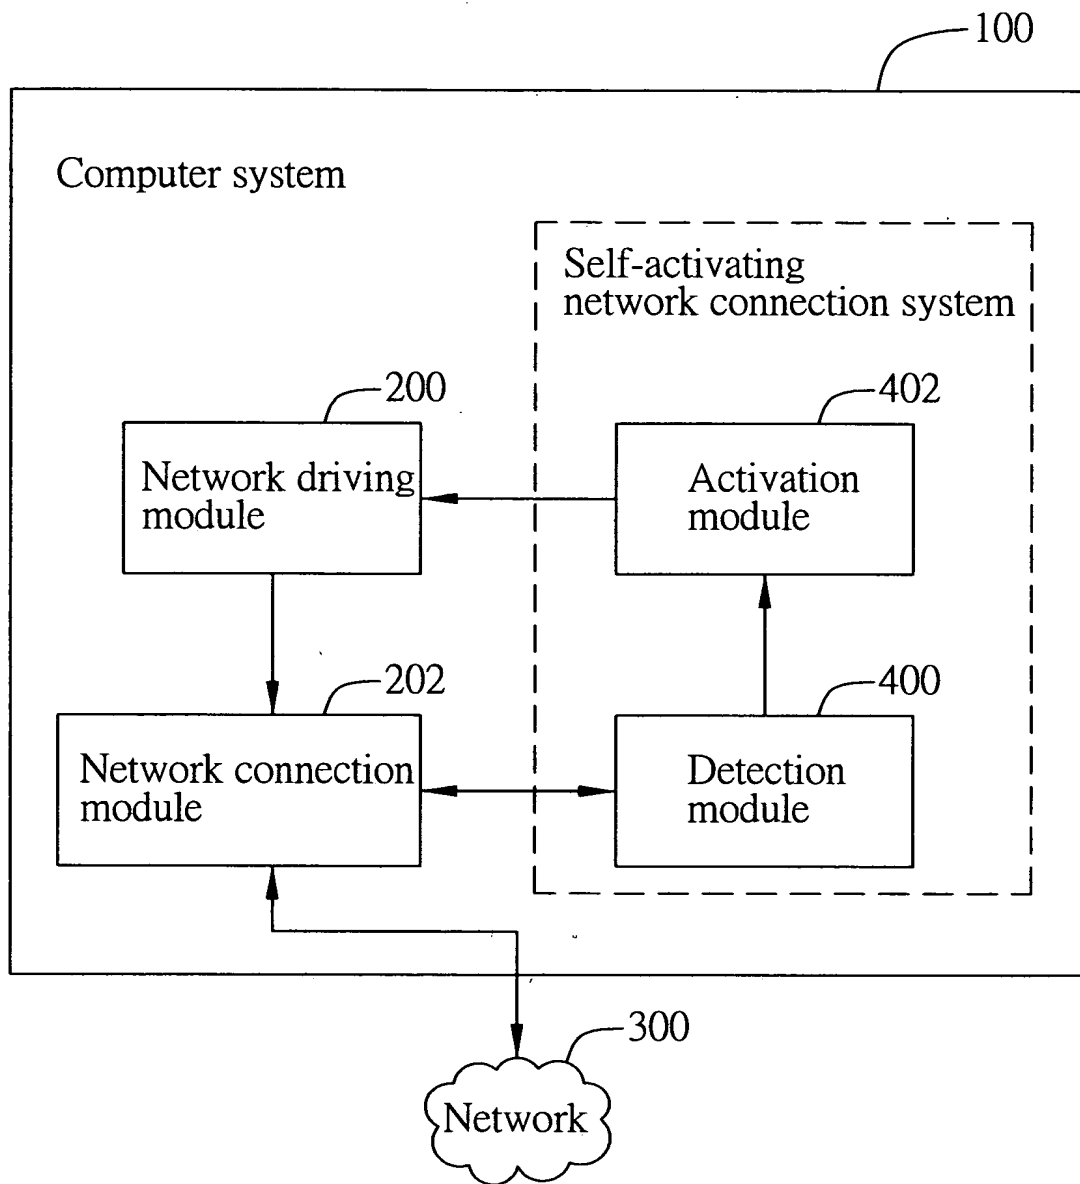 100
Computer system
Self-activating
network connection system
200
402
Network driving
module
Activation
module
202
400
Network connection
module
Detection
module
300
Network